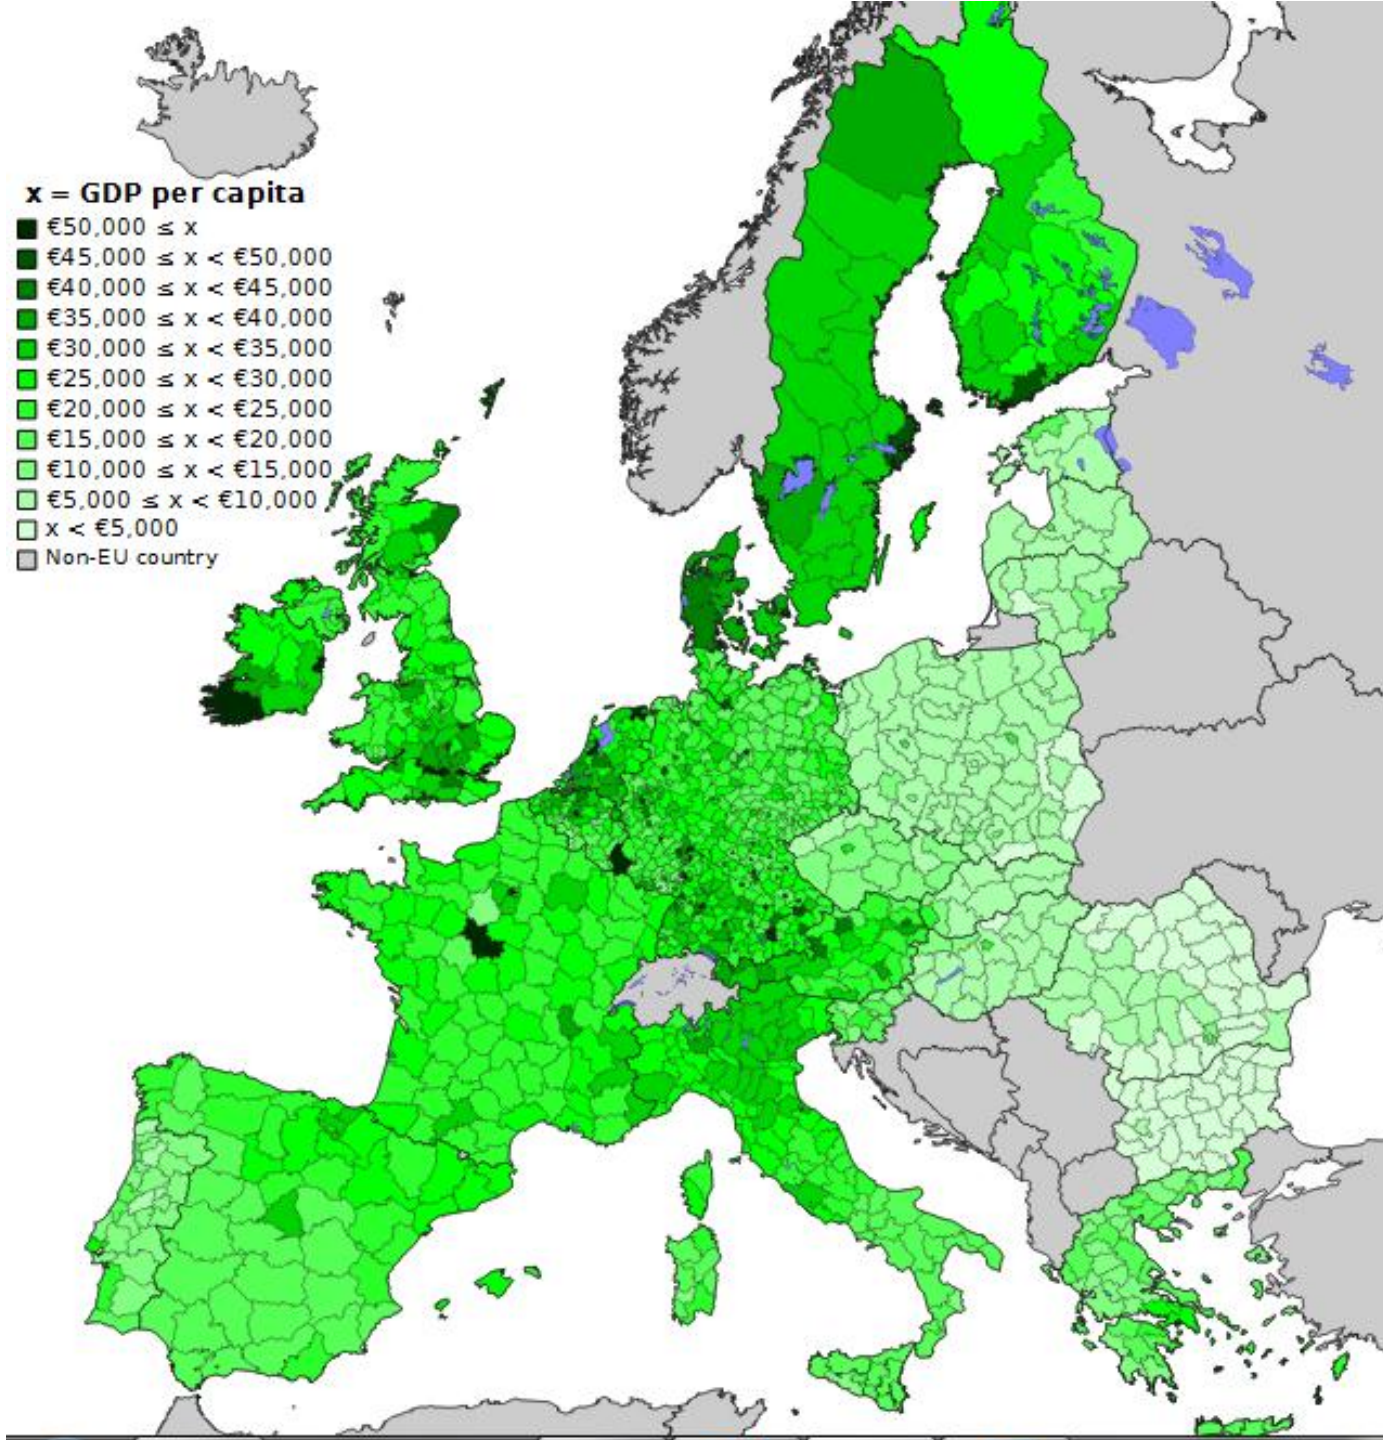 x = GDP per capita
€50,000 ≤ x
€45,000 ≤ x < €50,000
€40,000 ≤ x < €45,000
€35,000 ≤ x < €40,000
€30,000 ≤ x < €35,000
€25,000 ≤ x < €30,000
€20,000 ≤ x < €25,000
€15,000 ≤ x < €20,000
€10,000 ≤ x < €15,000
€5,000 ≤ x < €10,000
x < €5,000
Non-EU country